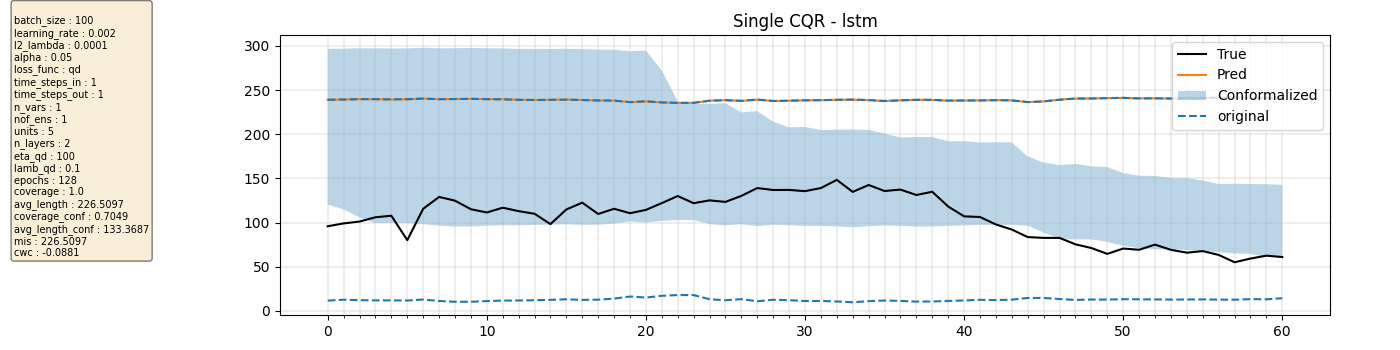 batch_size : 100
learning_rate : 0.002
l2_lambda : 0.0001
alpha : 0.05
loss_func : qd
time_steps_in : 1
time_steps_out : 1
n_vars : 1
nof_ens : 1
units : 5
n_layers : 2
eta_qd : 100
lamb_qd : 0.1
epochs : 128
coverage : 1.0
avg_length : 226.5097
coverage_conf : 0.7049
avg_length_conf : 133.3687
mis : 226.5097
cwc : -0.0881
Single CQR - lstm
300
250
200
150
100
50
0
True
Pred
Conformalized
original
0 10 20 30 40 50 60